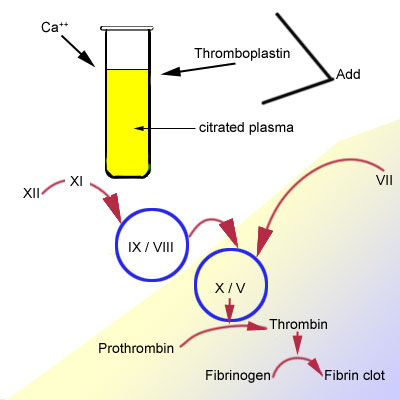 Ca++
Thromboplastin
Add
citrated plasma
XII
XI
VII
IX / VIII
X / V
Thrombin
Prothrombin
Fibrinogen
Fibrin clot